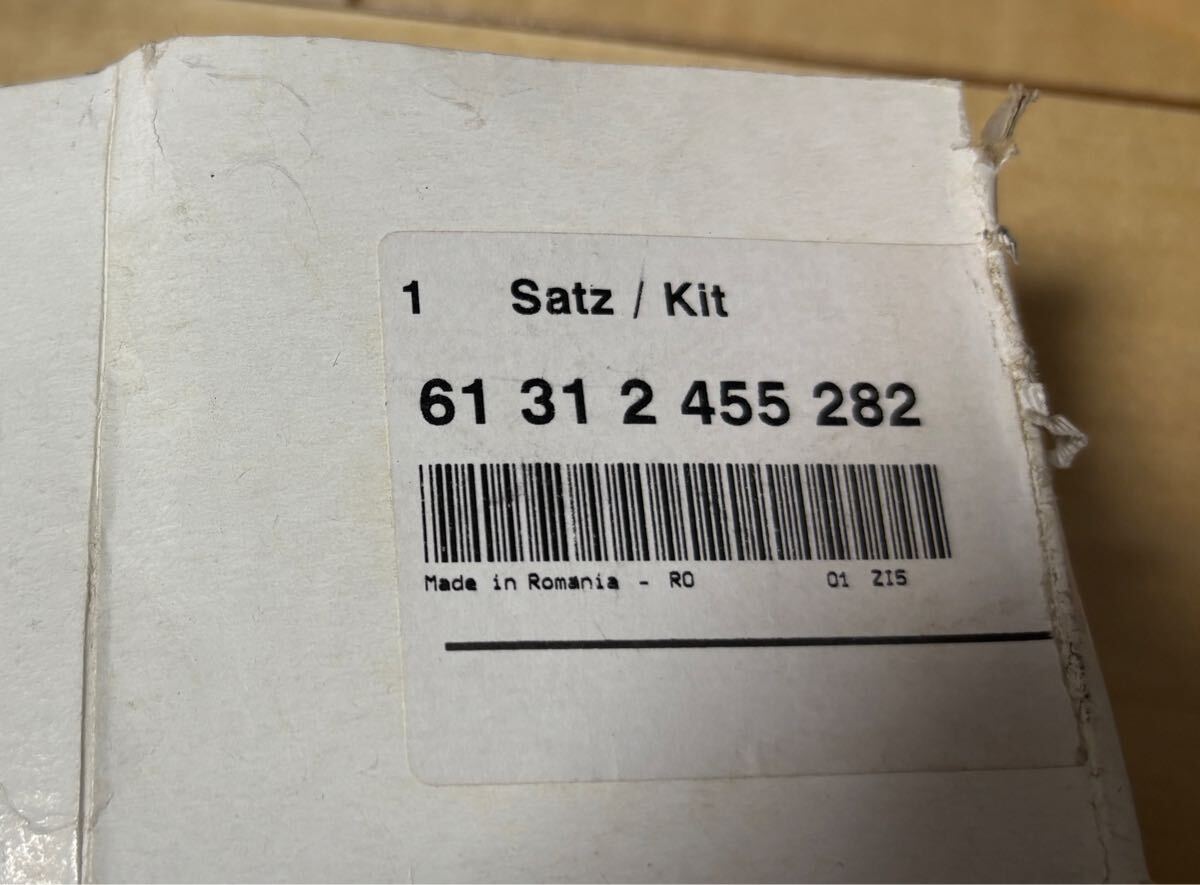 1 Satz / Kit
61 31 2 455 282
Made in Romania - RO 01 ZIS